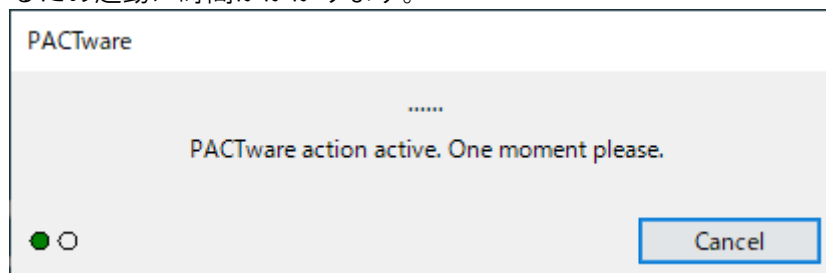 PACTware
......
PACTware action active. One moment please.
Cancel